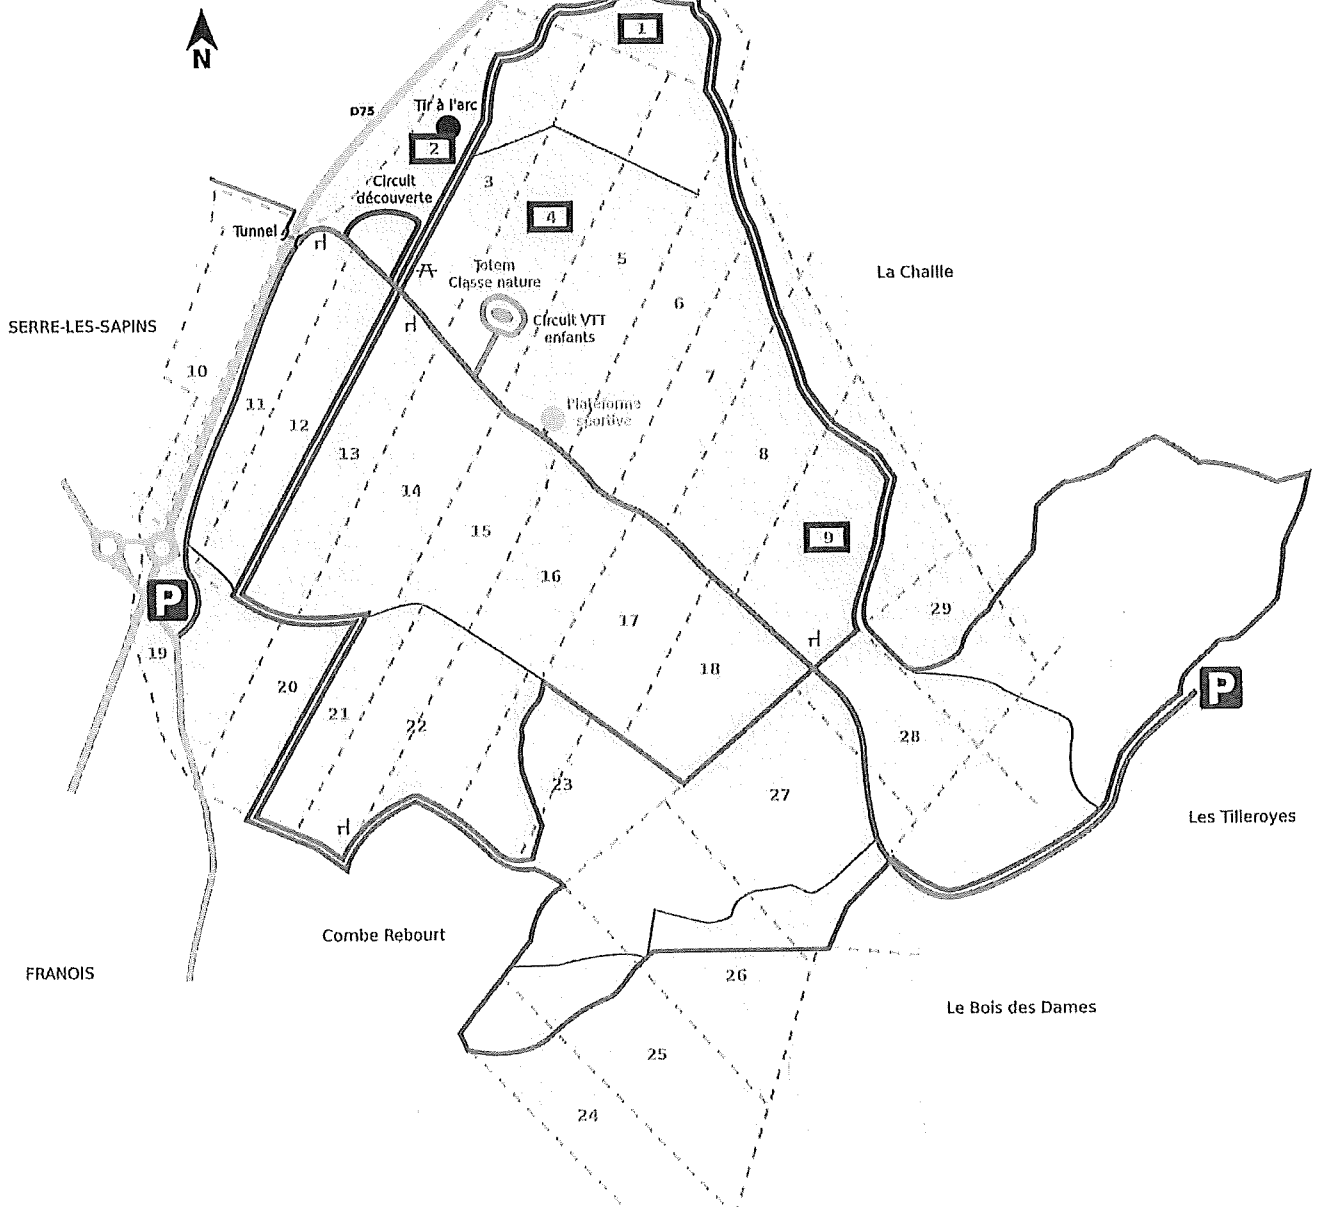 1
N
D75
Tir à l'arc
2
Circuit
découverte
3
4
Tunnel
5
Totem
Classe nature
La Chaille
6
Circuit VTT
enfants
SERRE-LES-SAPINS
10
7
11
Plateforme
sportive
12
13
8
14
15
9
16
P
29
17
19
18
20
P
21
22
28
23
27
Les Tilleroyes
Combe Rebourt
FRANOIS
26
Le Bois des Dames
25
24